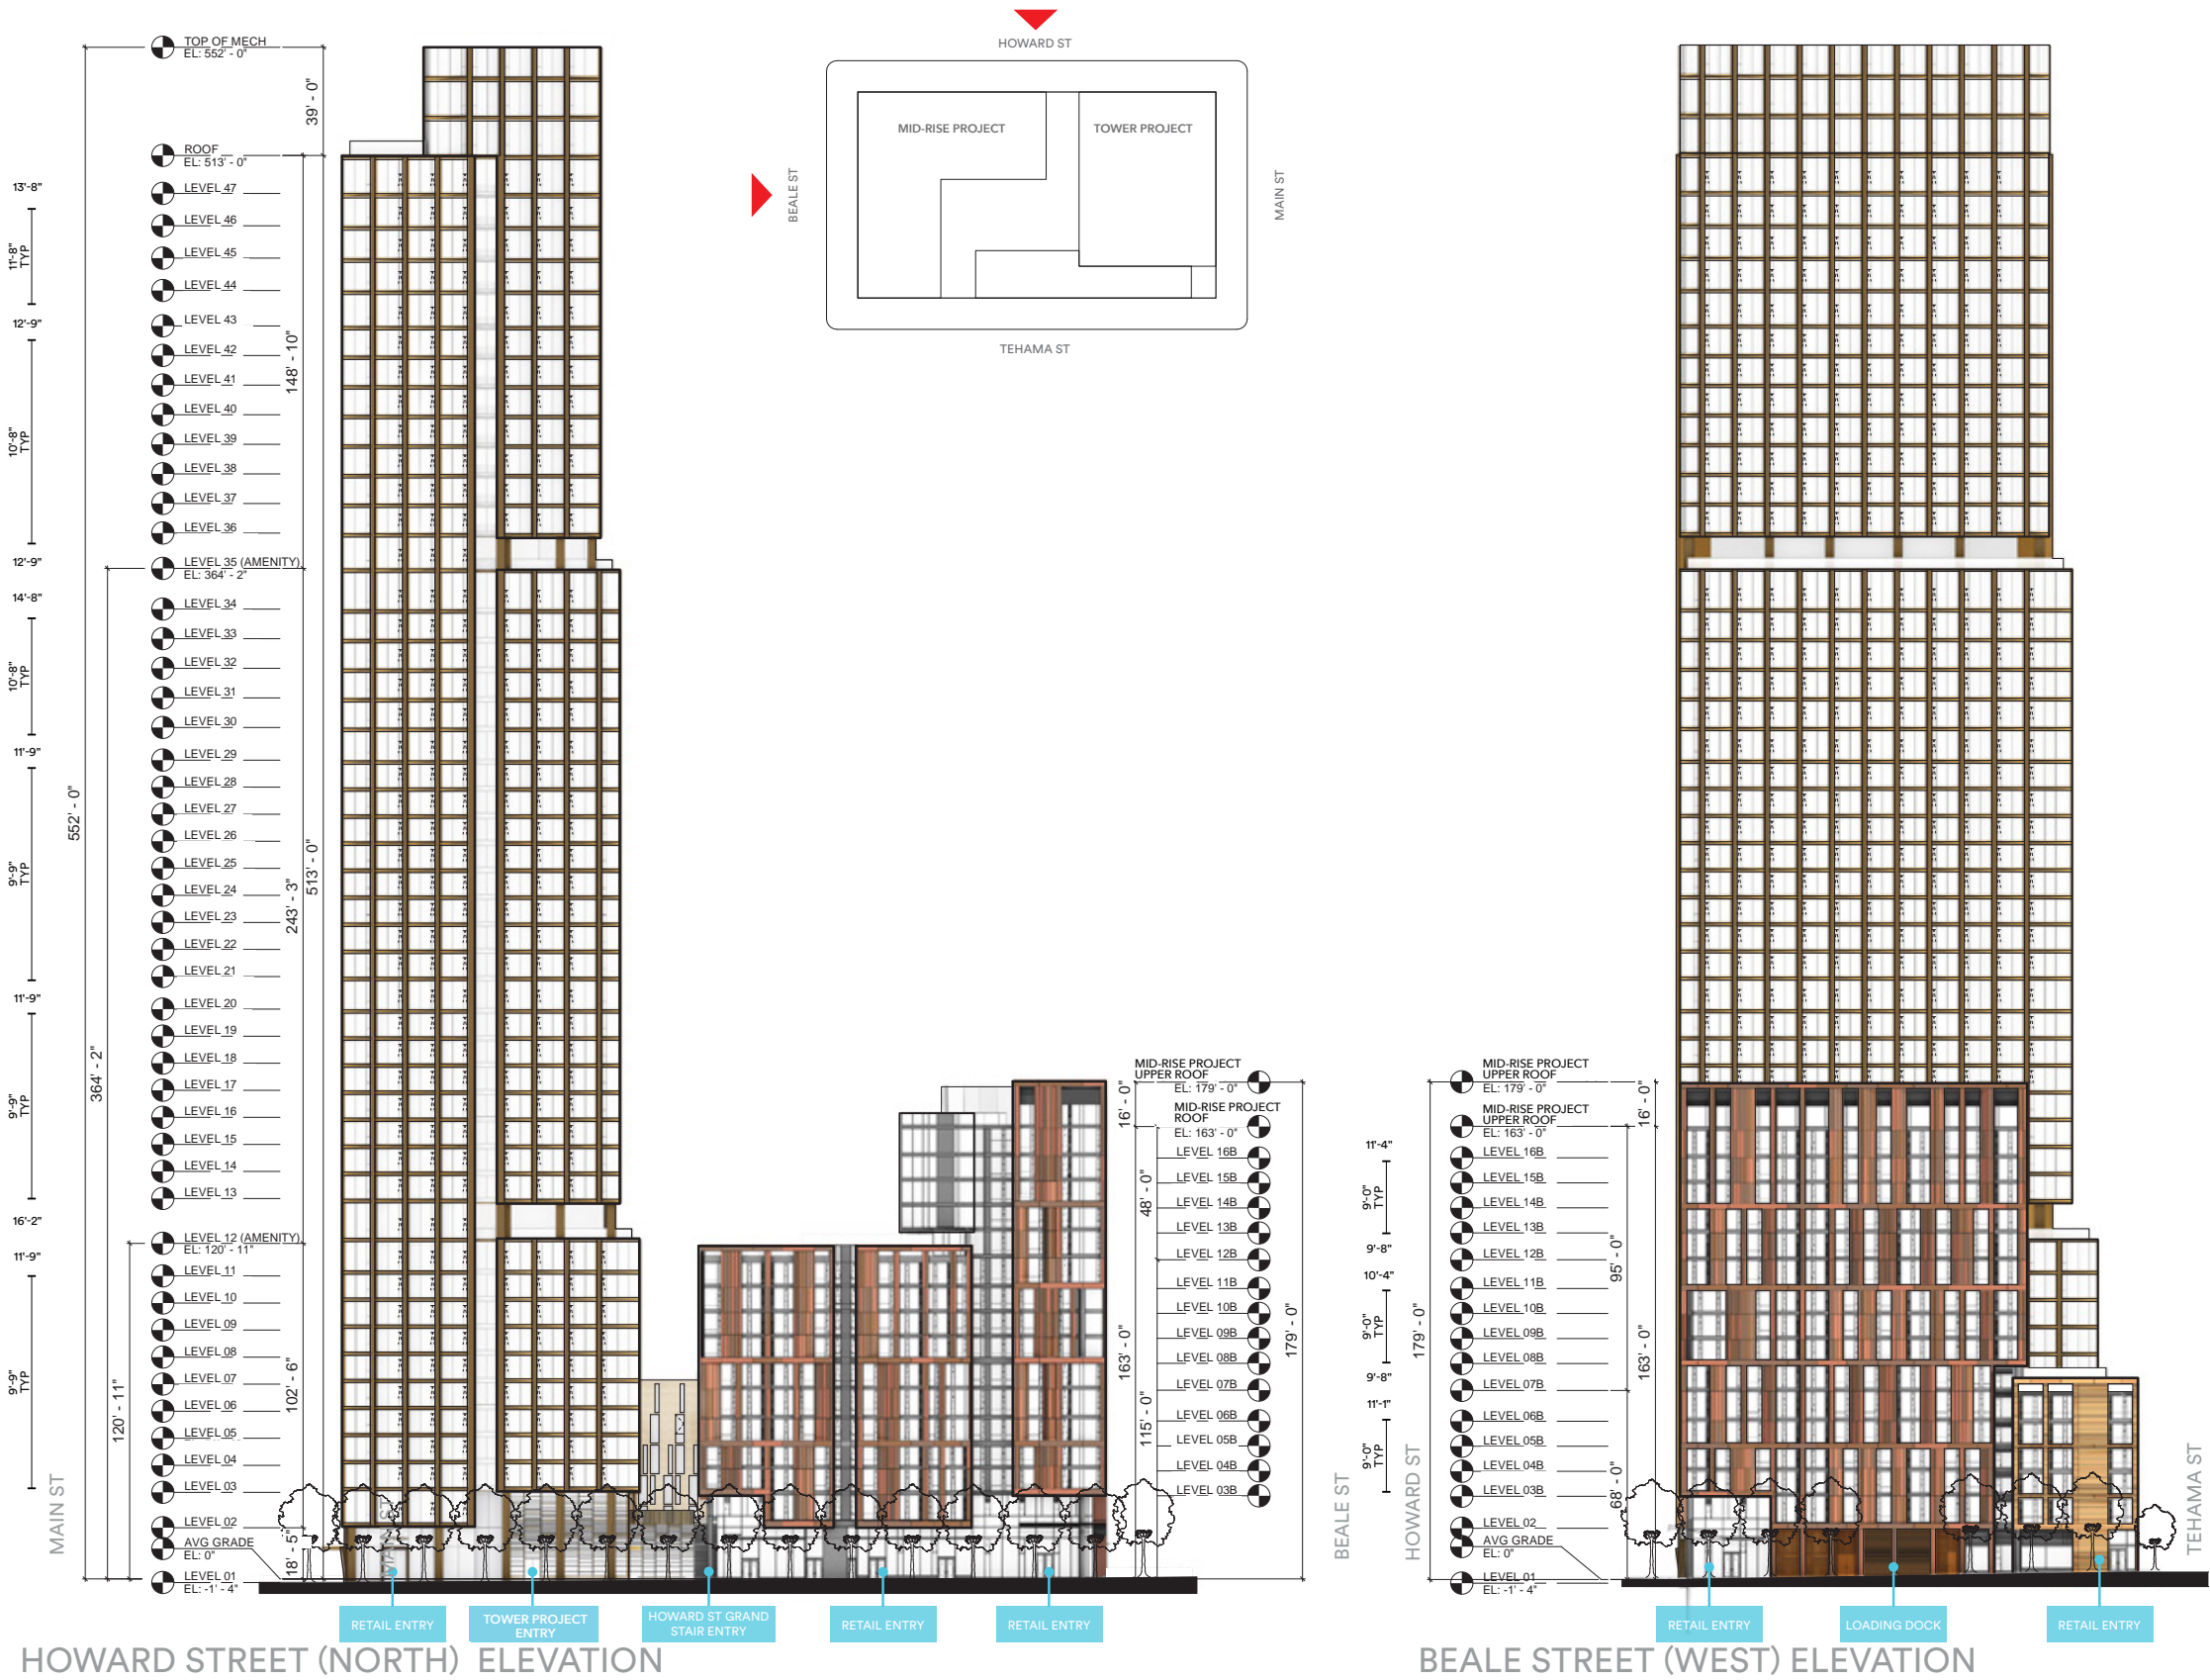 TOP OF MECH
EL: 552' - 0"
ROOF
EL: 513' - 0"
LEVEL 47
LEVEL 46
LEVEL 45
LEVEL 44
LEVEL 43
LEVEL 42
LEVEL 41
LEVEL 40
LEVEL 39
LEVEL 38
LEVEL 37
LEVEL 36
LEVEL 35 (AMENITY)
EL: 364' - 2"
LEVEL 34
LEVEL 33
LEVEL 32
LEVEL 31
LEVEL 30
LEVEL 29
LEVEL 28
LEVEL 27
LEVEL 26
LEVEL 25
LEVEL 24
LEVEL 23
LEVEL 22
LEVEL 21
LEVEL 20
LEVEL 19
LEVEL 18
LEVEL 17
LEVEL 16
LEVEL 15
LEVEL 14
LEVEL 13
LEVEL 12 (AMENITY)
EL: 120' - 11"
LEVEL 11
LEVEL 10
LEVEL 09
LEVEL 08
LEVEL 07
LEVEL 06
LEVEL 05
LEVEL 04
LEVEL 03
LEVEL 02
AVG GRADE
EL: 0"
LEVEL 01
EL: -1' - 4"
13'-8"
11'-8"
TYP
12'-9"
10'-8"
TYP
12'-9"
14'-8"
10'-8"
TYP
11'-9"
9'-9"
TYP
11'-9"
9'-9"
TYP
16'-2"
11'-9"
9'-9"
TYP
552' - 0"
364' - 2"
120' - 11"
39' - 0"
148' - 10"
513' - 0"
243' - 3"
102' - 6"
18' - 5"
MAIN ST
HOWARD ST
MID-RISE PROJECT
TOWER PROJECT
BEALE ST
MAIN ST
TEHAMA ST
MID-RISE PROJECT
UPPER ROOF
EL: 179' - 0"
MID-RISE PROJECT
ROOF
EL: 163' - 0"
LEVEL 16B
LEVEL 15B
LEVEL 14B
LEVEL 13B
LEVEL 12B
LEVEL 11B
LEVEL 10B
LEVEL 09B
LEVEL 08B
LEVEL 07B
LEVEL 06B
LEVEL 05B
LEVEL 04B
LEVEL 03B
16' - 0"
48' - 0"
163' - 0"
115' - 0"
179' - 0"
BEALE ST
RETAIL ENTRY
TOWER PROJECT
ENTRY
HOWARD ST GRAND
STAIR ENTRY
RETAIL ENTRY
RETAIL ENTRY
HOWARD STREET (NORTH) ELEVATION
MID-RISE PROJECT
UPPER ROOF
EL: 179' - 0"
MID-RISE PROJECT
UPPER ROOF
EL: 163' - 0"
LEVEL 16B
LEVEL 15B
LEVEL 14B
LEVEL 13B
LEVEL 12B
LEVEL 11B
LEVEL 10B
LEVEL 09B
LEVEL 08B
LEVEL 07B
LEVEL 06B
LEVEL 05B
LEVEL 04B
LEVEL 03B
LEVEL 02
AVG GRADE
EL: 0"
LEVEL 01
EL: -1' - 4"
11'-4"
9'-0"
TYP
9'-8"
10'-4"
9'-0"
TYP
9'-8"
11'-1"
9'-0"
TYP
179' - 0"
16' - 0"
95' - 0"
163' - 0"
68' - 0"
HOWARD ST
TEHAMA ST
RETAIL ENTRY
LOADING DOCK
RETAIL ENTRY
BEALE STREET (WEST) ELEVATION